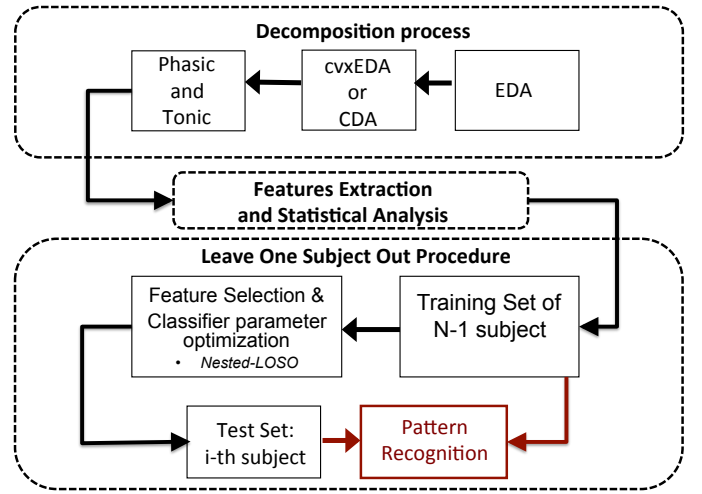 Decomposition process
Phasic
and
Tonic
cvxEDA
or
CDA
EDA
Features Extraction
and Statistical Analysis
Leave One Subject Out Procedure
Feature Selection &
Classifier parameter
optimization
• Nested-LOSO
Training Set of
N-1 subject
Test Set:
i-th subject
Pattern
Recognition